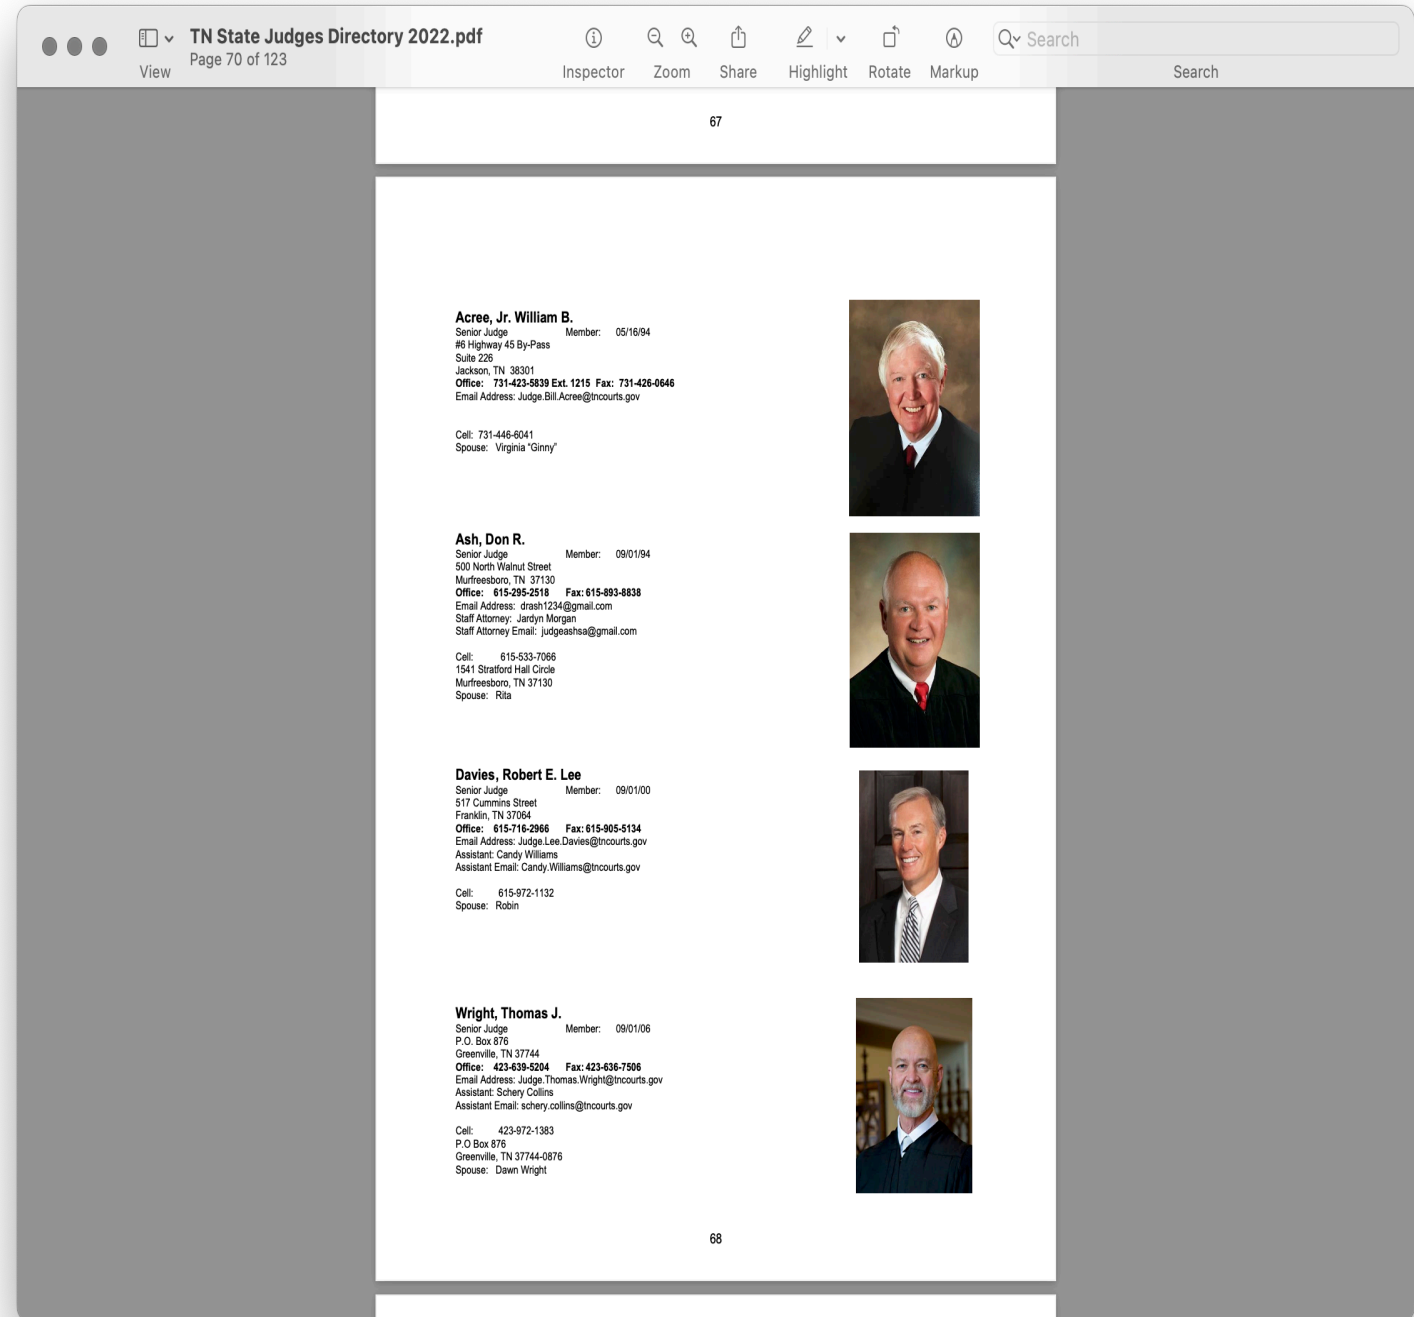 TN State Judges Directory 2022.pdf
Page 70 of 123
View
Inspector
Zoom
Share
Highlight
Rotate
Markup
Search
Search
67
Acree, Jr. William B.
Senior Judge Member: 05/16/94
#6 Highway 45 By-Pass
Suite 226
Jackson, TN 38301
Office: 731-423-5839 Ext. 1215 Fax: 731-426-0646
Email Address: Judge.Bill.Acree@tncourts.gov
Cell: 731-446-6041
Spouse: Virginia “Ginny”
Ash, Don R.
Senior Judge Member: 09/01/94
500 North Walnut Street
Murfreesboro, TN 37130
Office: 615-295-2518 Fax: 615-893-8838
Email Address: drash1234@gmail.com
Staff Attorney: Jardyn Morgan
Staff Attorney Email: judgeashsa@gmail.com
Cell: 615-533-7066
1541 Stratford Hall Circle
Murfreesboro, TN 37130
Spouse: Rita
Davies, Robert E. Lee
Senior Judge Member: 09/01/00
517 Cummins Street
Franklin, TN 37064
Office: 615-716-2966 Fax: 615-905-5134
Email Address: Judge.Lee.Davies@tncourts.gov
Assistant: Candy Williams
Assistant Email: Candy.Williams@tncourts.gov
Cell: 615-972-1132
Spouse: Robin
Wright, Thomas J.
Senior Judge Member: 09/01/06
P.O. Box 876
Greenville, TN 37744
Office: 423-639-5204 Fax: 423-636-7506
Email Address: Judge.Thomas.Wright@tncourts.gov
Assistant: Schery Collins
Assistant Email: schery.collins@tncourts.gov
Cell: 423-972-1383
P.O Box 876
Greenville, TN 37744-0876
Spouse: Dawn Wright
68